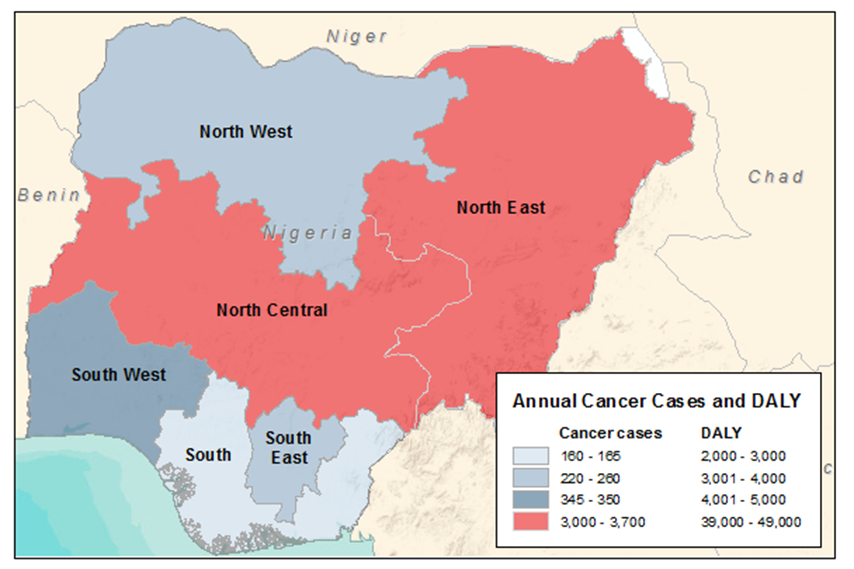 Niger
North West
Benin
Chad
North East
Nigeria
North Central
South West
South
East
South
Annual Cancer Cases and DALY
Cancer cases DALY
160 - 165 2,000 - 3,000
220 - 260 3,001 - 4,000
345 - 350 4,001 - 5,000
3,000 - 3,700 39,000 - 49,000
c